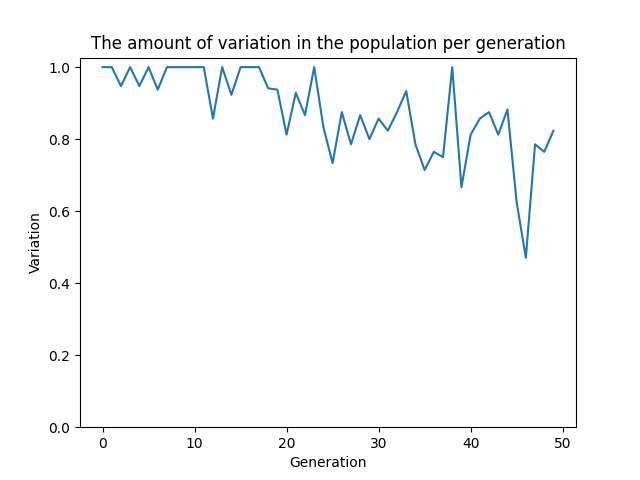 The amount of variation in the population per generation
1.0
0.8
0.6
0.4
0.2
0.0
Variation
0 10 20 30 40 50
Generation